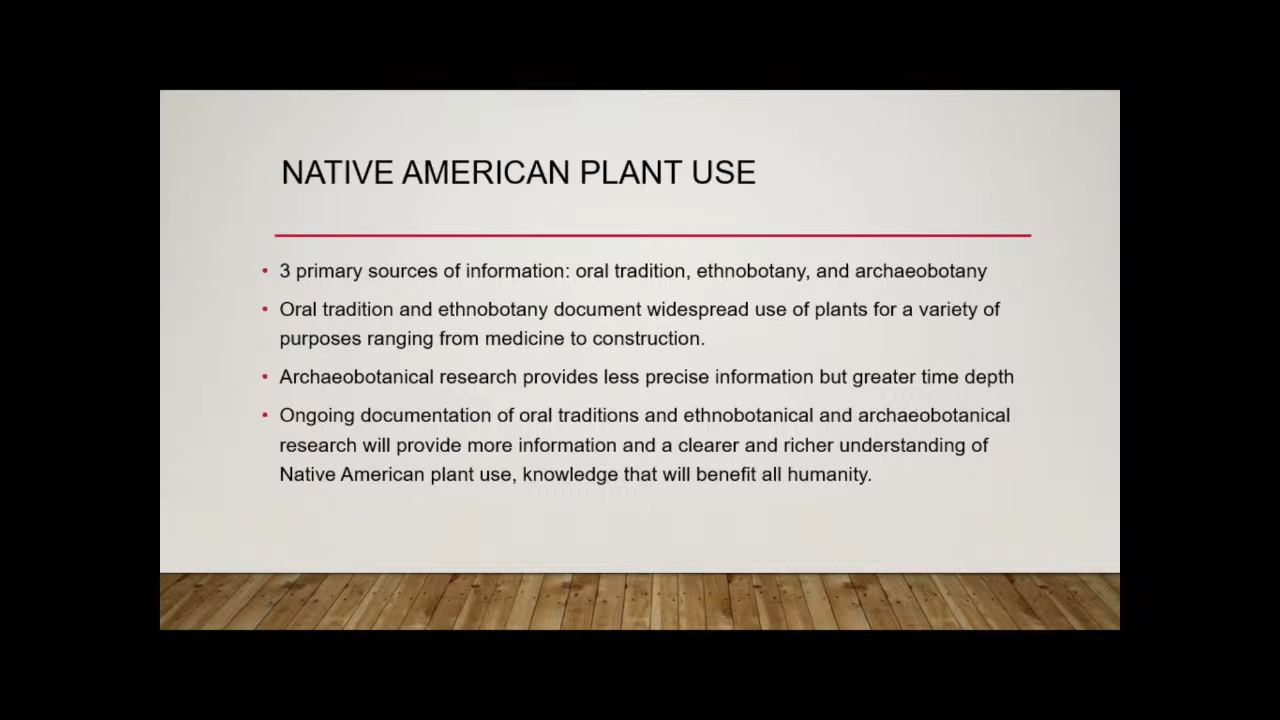 NATIVE AMERICAN PLANT USE
• 3 primary sources of information: oral tradition, ethnobotany, and archaeobotany
• Oral tradition and ethnobotany document widespread use of plants for a variety of
purposes ranging from medicine to construction.
• Archaeobotanical research provides less precise information but greater time depth
• Ongoing documentation of oral traditions and ethnobotanical and archaeobotanical
research will provide more information and a clearer and richer understanding of
Native American plant use, knowledge that will benefit all humanity.